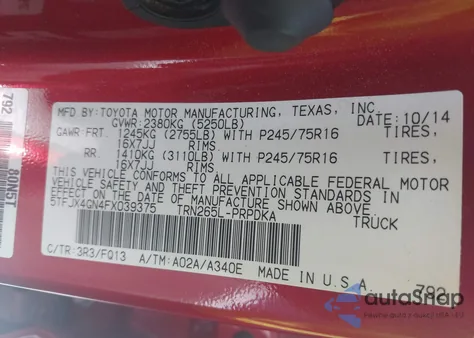 MFD.BY:TOYOTA MOTOR MANUFACTURING, TEXAS, INC.
GVWR:2380KG (5250LB) DATE: 10/14
GAWR:FRT. 1245KG (2755LB) WITH P245/75R16 TIRES,
16X7JJ RIMS
RR. 1410KG (3110LB) WITH P245/75R16 TIRES,
16X7JJ RIMS
THIS VEHICLE CONFORMS TO ALL APPLICABLE FEDERAL MOTOR
VEHICLE SAFETY AND THEFT PREVENTION STANDARDS IN
EFFECT ON THE DATE OF MANUFACTURE SHOWN ABOVE.
5TFJX4GN4FX039375 TRN265L-PRPDKA TRUCK
C/TR:3R3/FQ13 A/TM:A02A/A340E MADE IN U.S.A. 792
792
80N5T
autoSnap